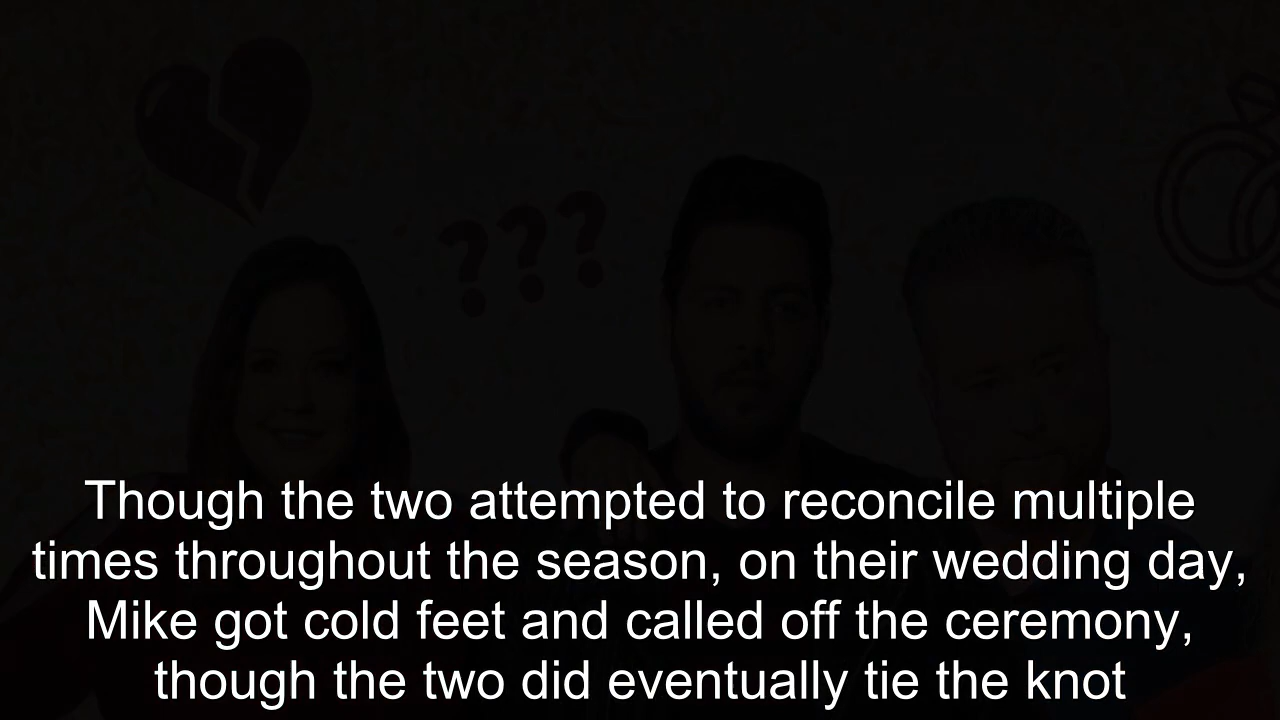 ???
Though the two attempted to reconcile multiple
times throughout the season, on their wedding day,
Mike got cold feet and called off the ceremony,
though the two did eventually tie the knot